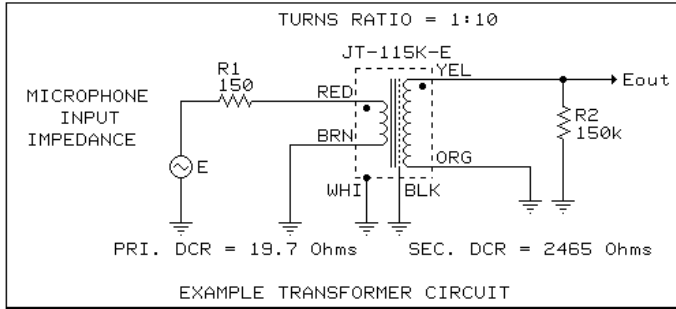 TURNS RATIO = 1:10
JT-115K-E
R1
150
RED
YEL
Eout
MICROPHONE
INPUT
IMPEDANCE
R2
150k
BRN
ORG
E
WHI
BLK
PRI. DCR = 19.7 Ohms
SEC. DCR = 2465 Ohms
EXAMPLE TRANSFORMER CIRCUIT